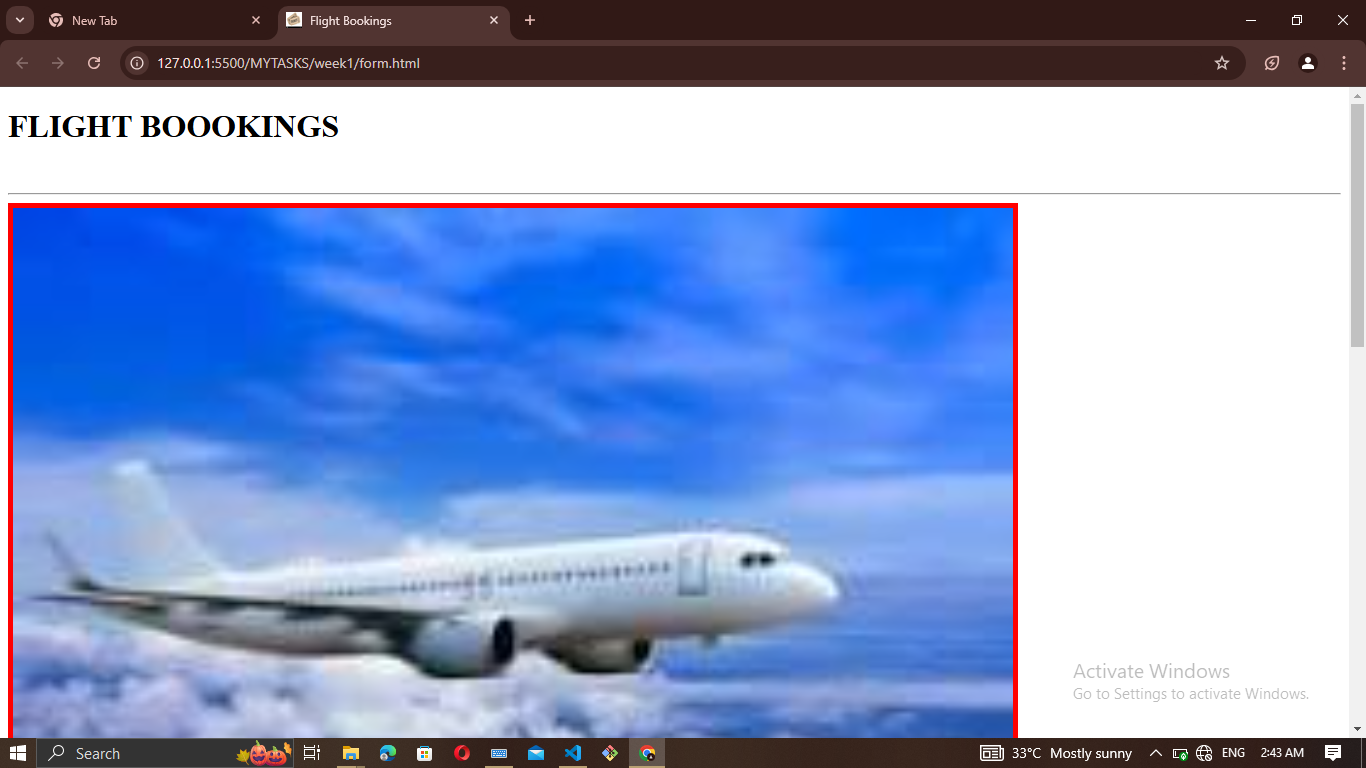 New Tab
Flight Bookings
127.0.0.1:5500/MYTASKS/week1/form.html
FLIGHT BOOOKINGS
Activate Windows
Go to Settings to activate Windows.
Search
33°C Mostly sunny
ENG
2:43 AM